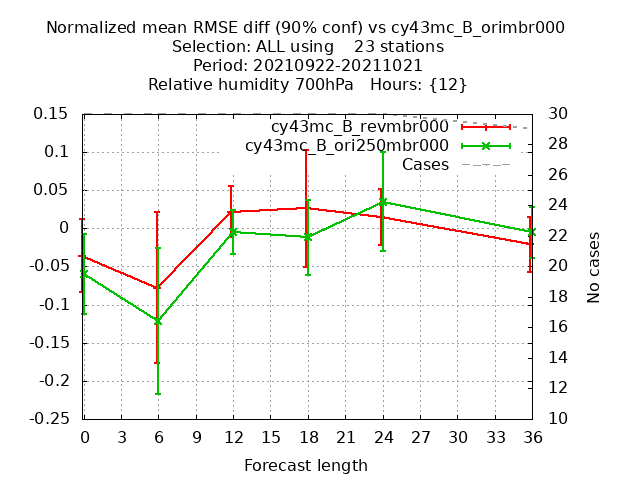 Normalized mean RMSE diff (90% conf) vs cy43mc_B_orimbr000
Selection: ALL using    23 stations
Period: 20210922-20211021
Relative humidity 700hPa   Hours: {12}
cy43mc_B_revmbr000
cy43mc_B_ori250mbr000
Cases
0.15
0.1
0.05
0
-0.05
-0.1
-0.15
-0.2
-0.25
30
28
26
24
22
20
18
16
14
12
10
No cases
0 3 6 9 12 15 18 21 24 27 30 33 36
Forecast length